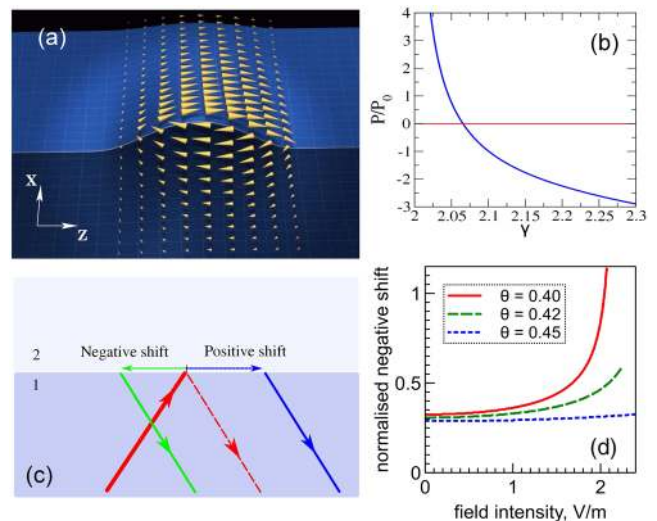 (a)
X
Z
(b)
P/P₀
4
3
2
1
0
-1
-2
-3
2
2.05
2.1
2.15
2.2
2.25
2.3
γ
2
Negative shift
Positive shift
1
(c)
normalised negative shift
1
0.5
0
θ = 0.40
θ = 0.42
θ = 0.45
(d)
0
1
2
field intensity, V/m